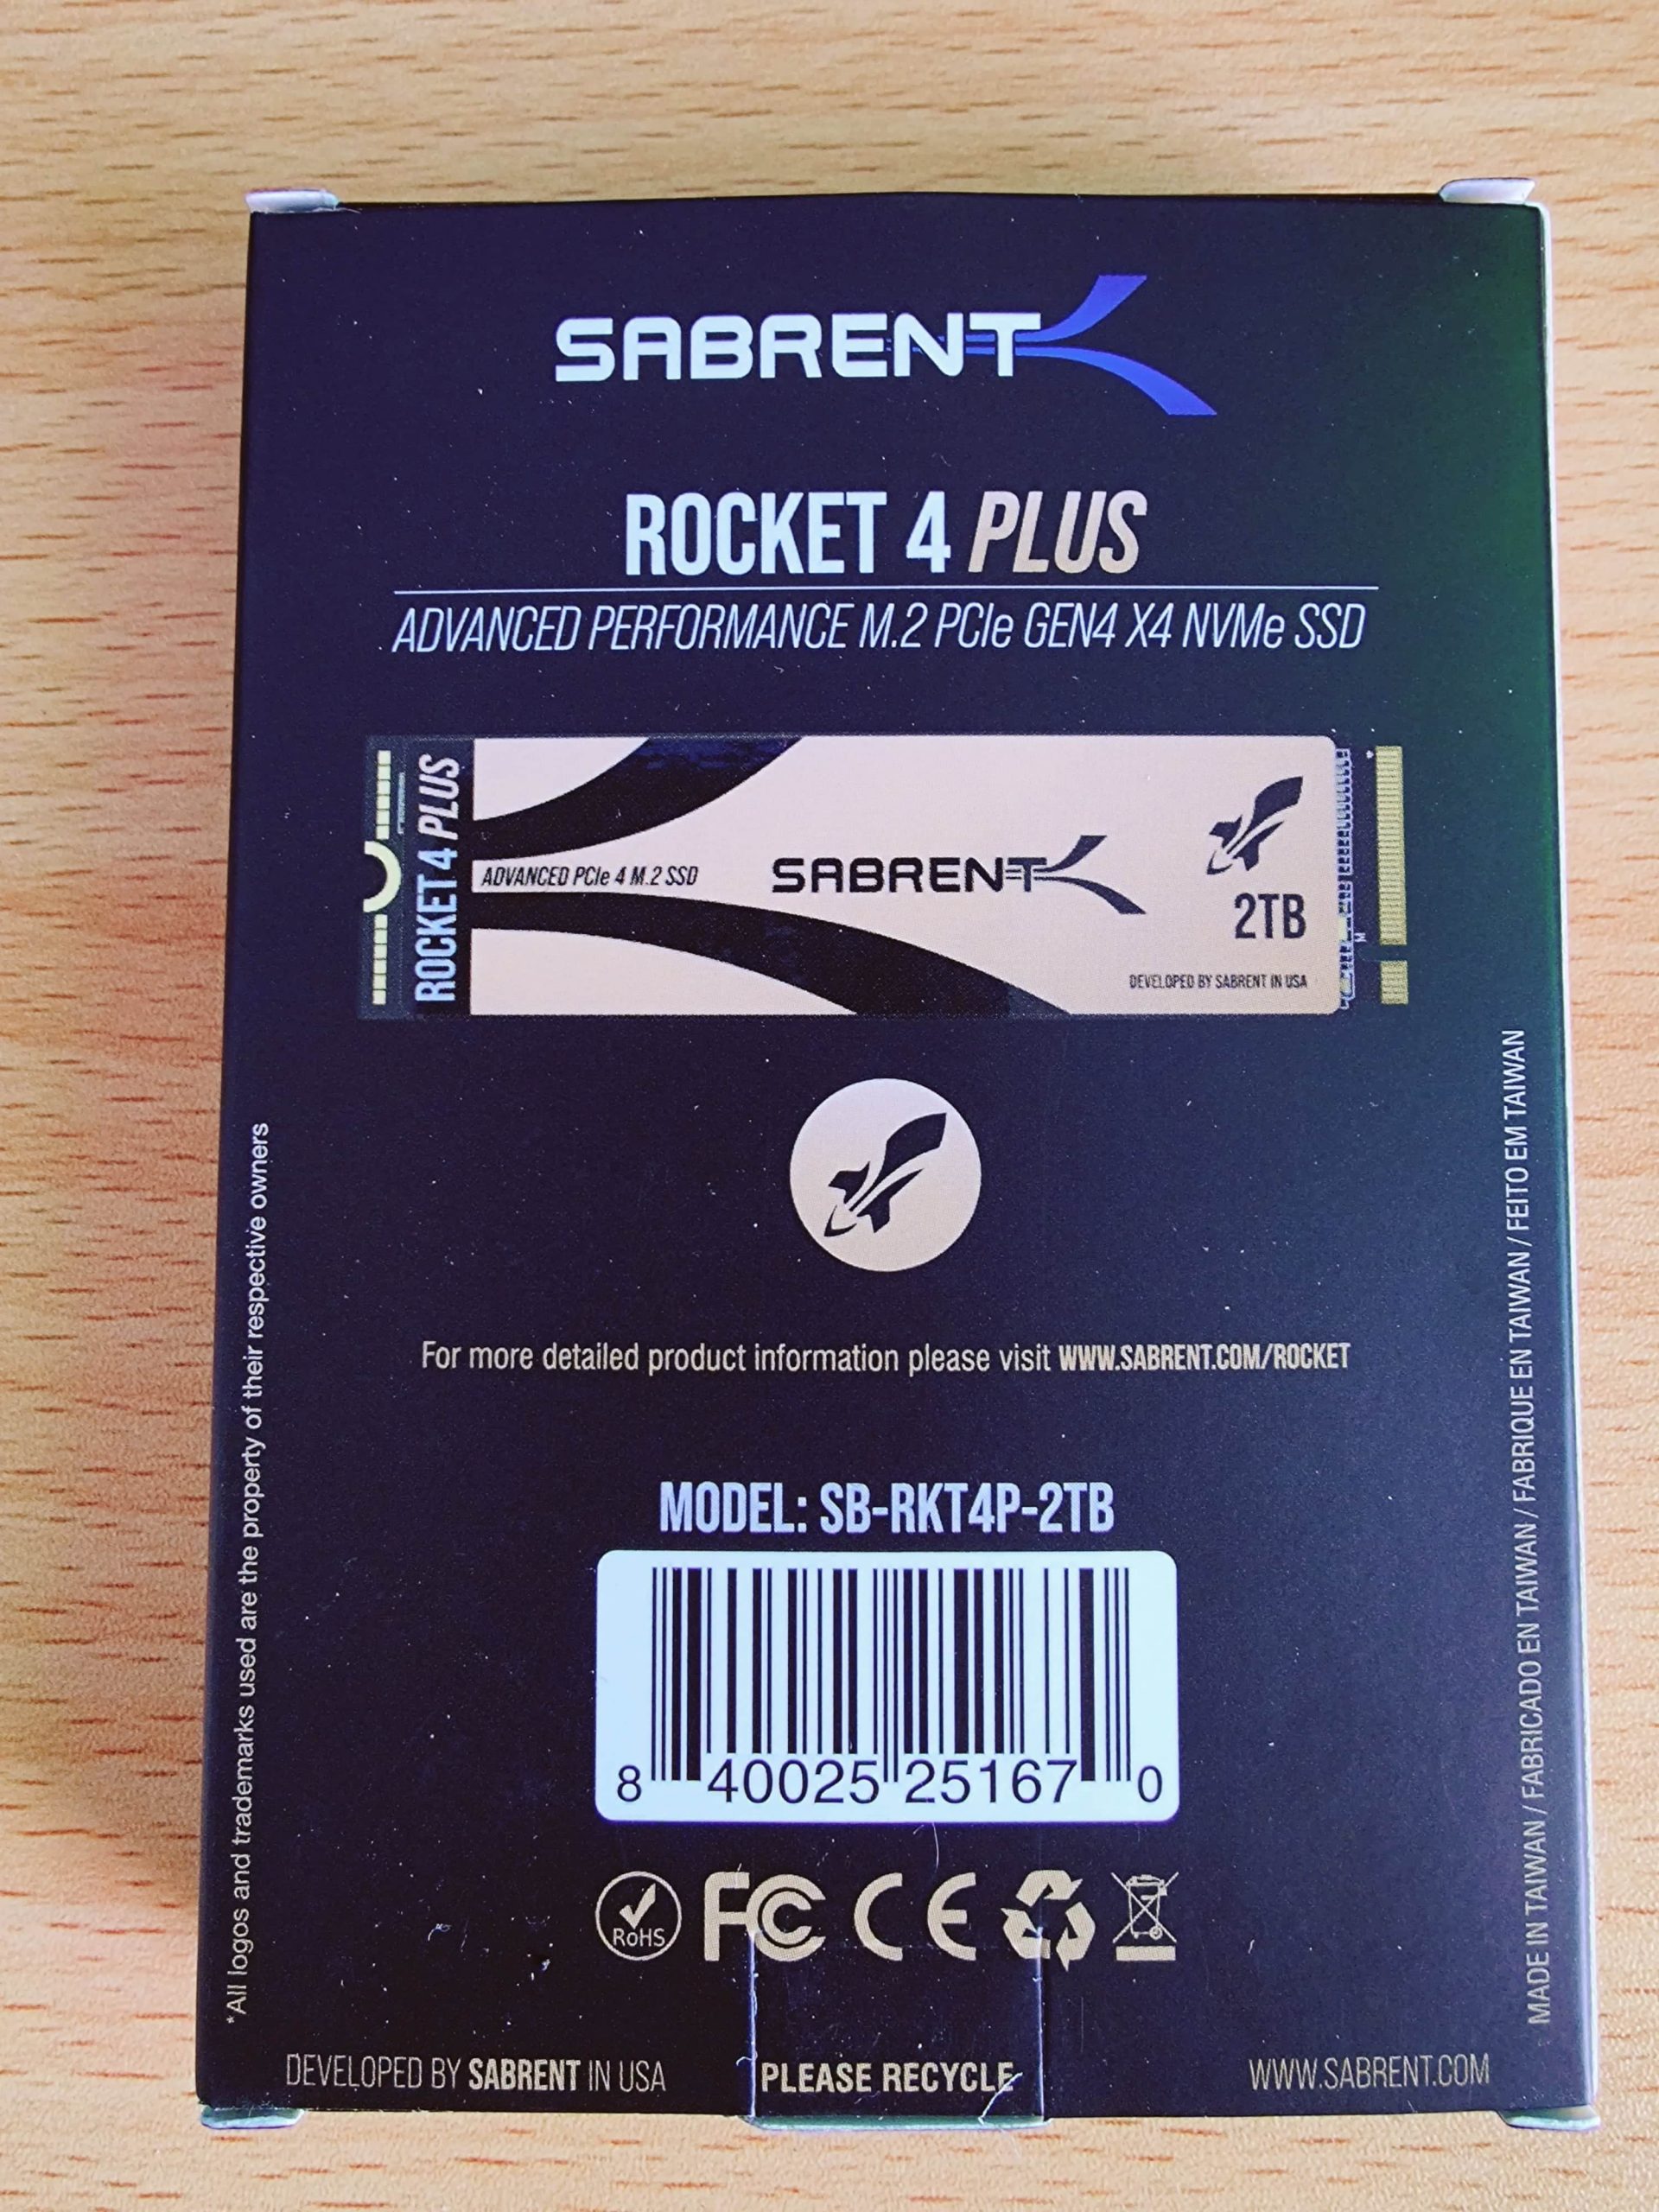 SABRENT
ROCKET 4 PLUS
ADVANCED PERFORMANCE M.2 PCIe GEN4 X4 NVMe SSD
ROCKET 4 PLUS
ADVANCED PCIe 4 M.2 SSD
SABRENT
2TB
DEVELOPED BY SABRENT IN USA
M
For more detailed product information please visit WWW.SABRENT.COM/ROCKET
MODEL: SB-RKT4P-2TB
8 40025 25167 0
RoHS FC CE
DEVELOPED BY SABRENT IN USA
PLEASE RECYCLE
WWW.SABRENT.COM
*All logos and trademarks used are the property of their respective owners
MADE IN TAIWAN / FABRICADO EN TAIWAN / FABRIQUE EN TAIWAN / FEITO EM TAIWAN